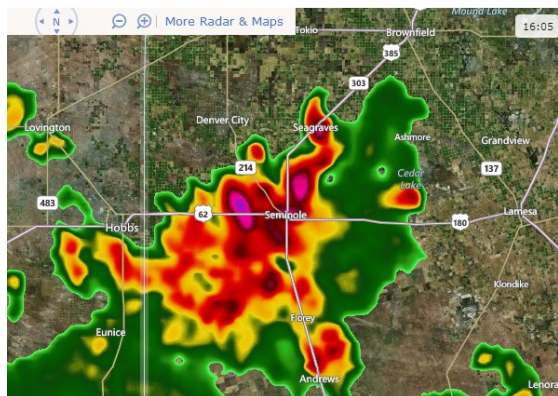 N
More Radar & Maps
Mound Lake
16:05
Tokio
Brownfield
385
303
Denver City
Lovington
Seagraves
Ashmore
Grandview
214
137
Cedar Lake
483
62
Seminole
180
Lamesa
Hobbs
Klondike
Florey
Eunice
Andrews
Lenora